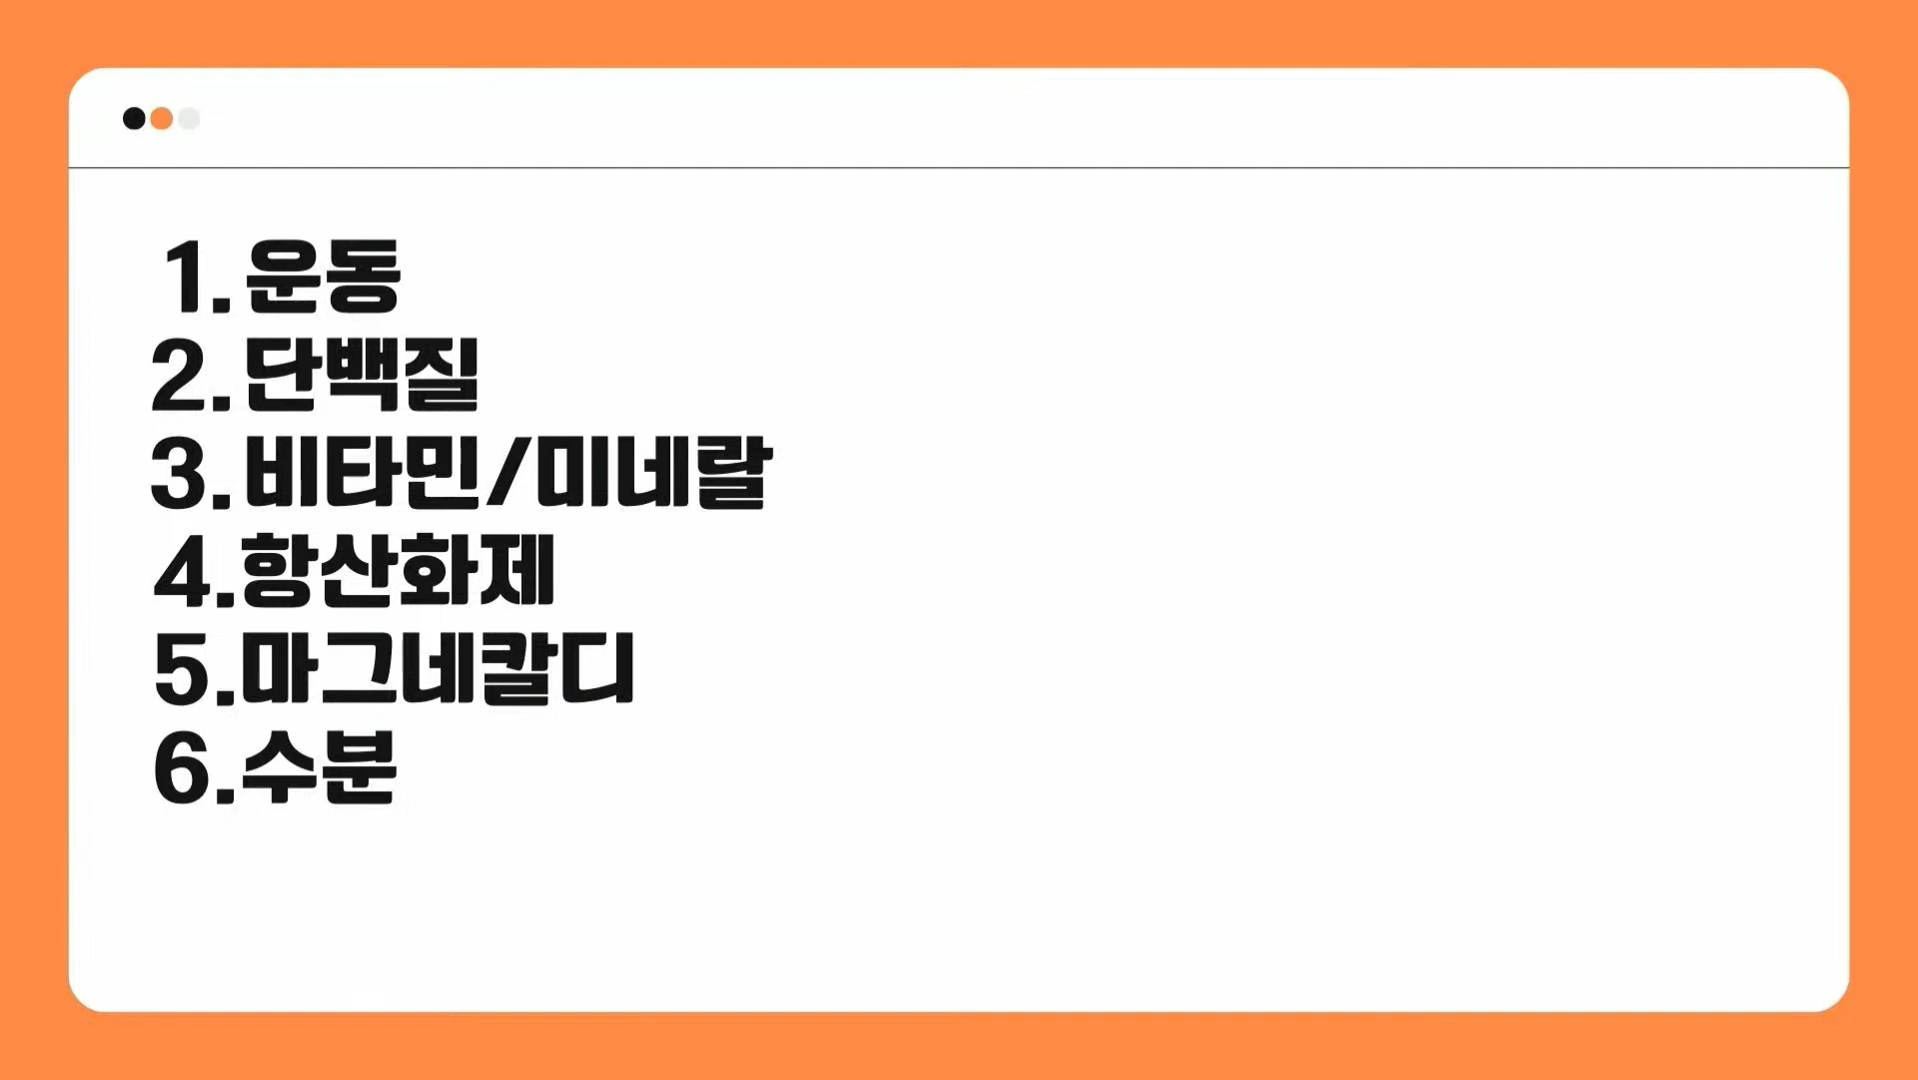 1. 운동
2. 단백질
3. 비타민/미네랄
4.항산화제
5.마그네칼디
6.수분